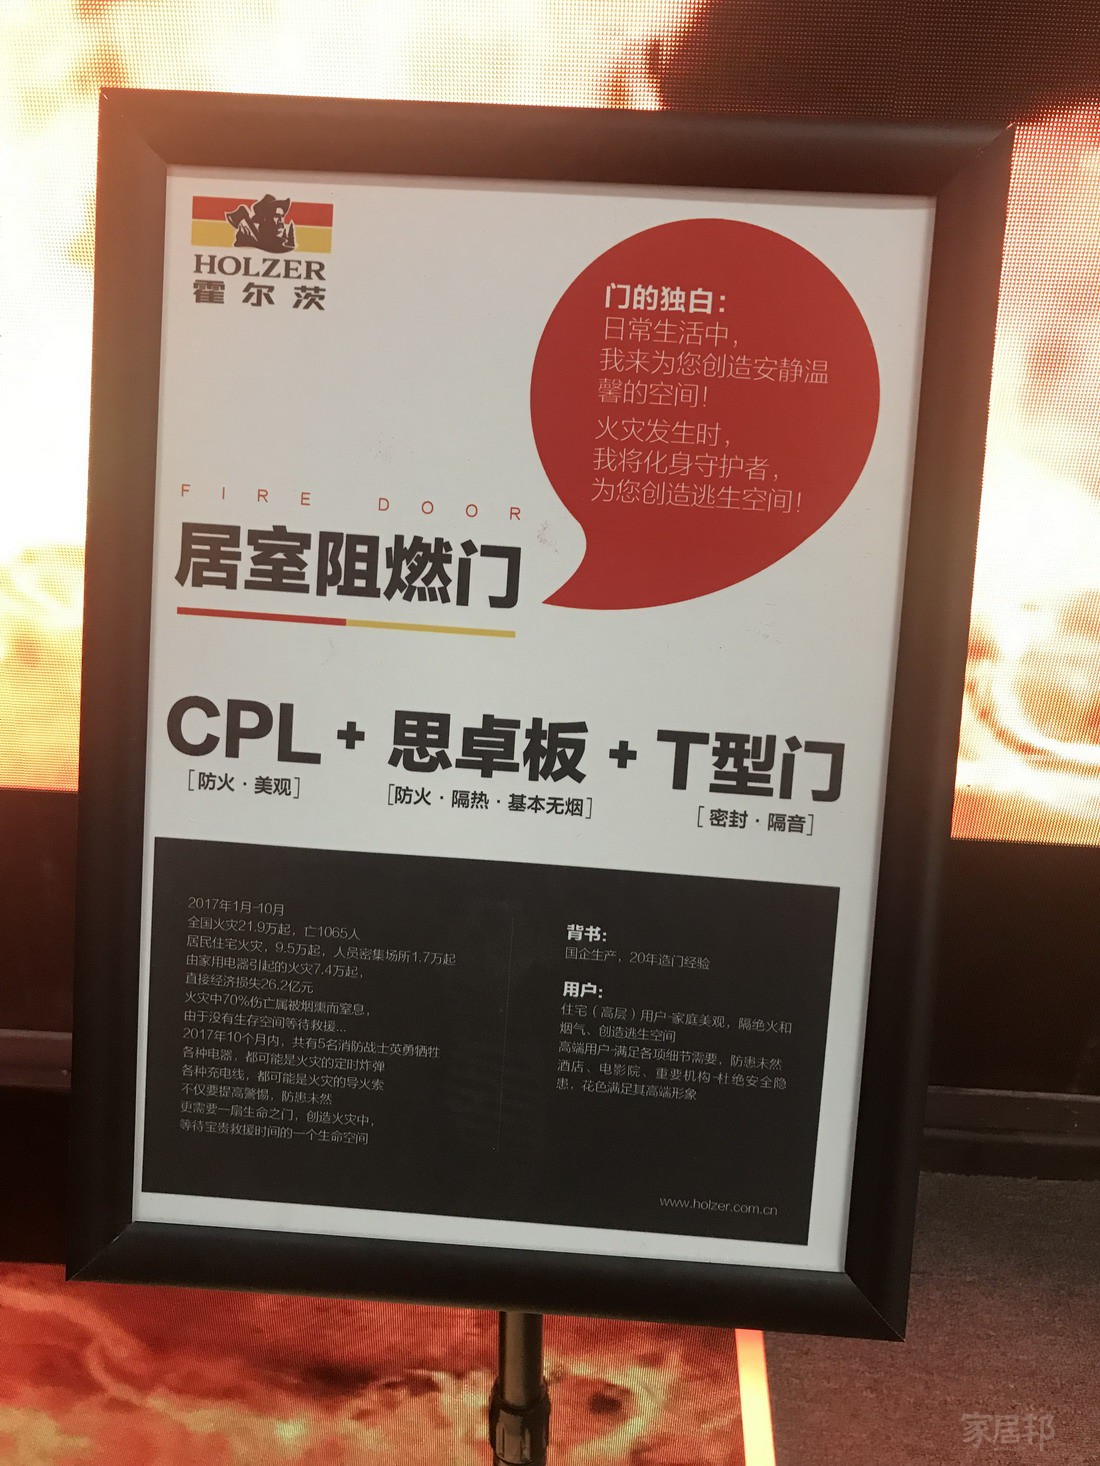 HOLZER
霍尔茨
门的独白：
日常生活中，
我来为您创造安静温
馨的空间！
火灾发生时，
我将化身守护者，
为您创造逃生空间！
FIRE DOOR
居室阻燃门
CPL + 思卓板 + T型门
[防火·美观] [防火·隔热·基本无烟] [密封·隔音]
2017年1月-10月
全国火灾21.9万起，亡1065人
居民住宅火灾，9.5万起，人员密集场所1.7万起
由家用电器引起的火灾7.4万起，
直接经济损失26.2亿元
火灾中70%伤亡属被烟熏而窒息，
由于没有生存空间等待救援...
2017年10个月内，共有5名消防战士英勇牺牲
各种电器，都可能是火灾的定时炸弹
各种充电线，都可能是火灾的导火索
不仅要提高警惕，防患未然
更需要一扇生命之门，创造火灾中，
等待宝贵救援时间的一个生命空间
背书：
国企生产，20年造门经验
用户：
住宅（高层）用户-家庭美观，隔绝火和
烟气、创造逃生空间
高端用户-满足各项细节需要，防患未然
酒店、电影院、重要机构-杜绝安全隐
患，花色满足其高端形象
www.holzer.com.cn
家居邦